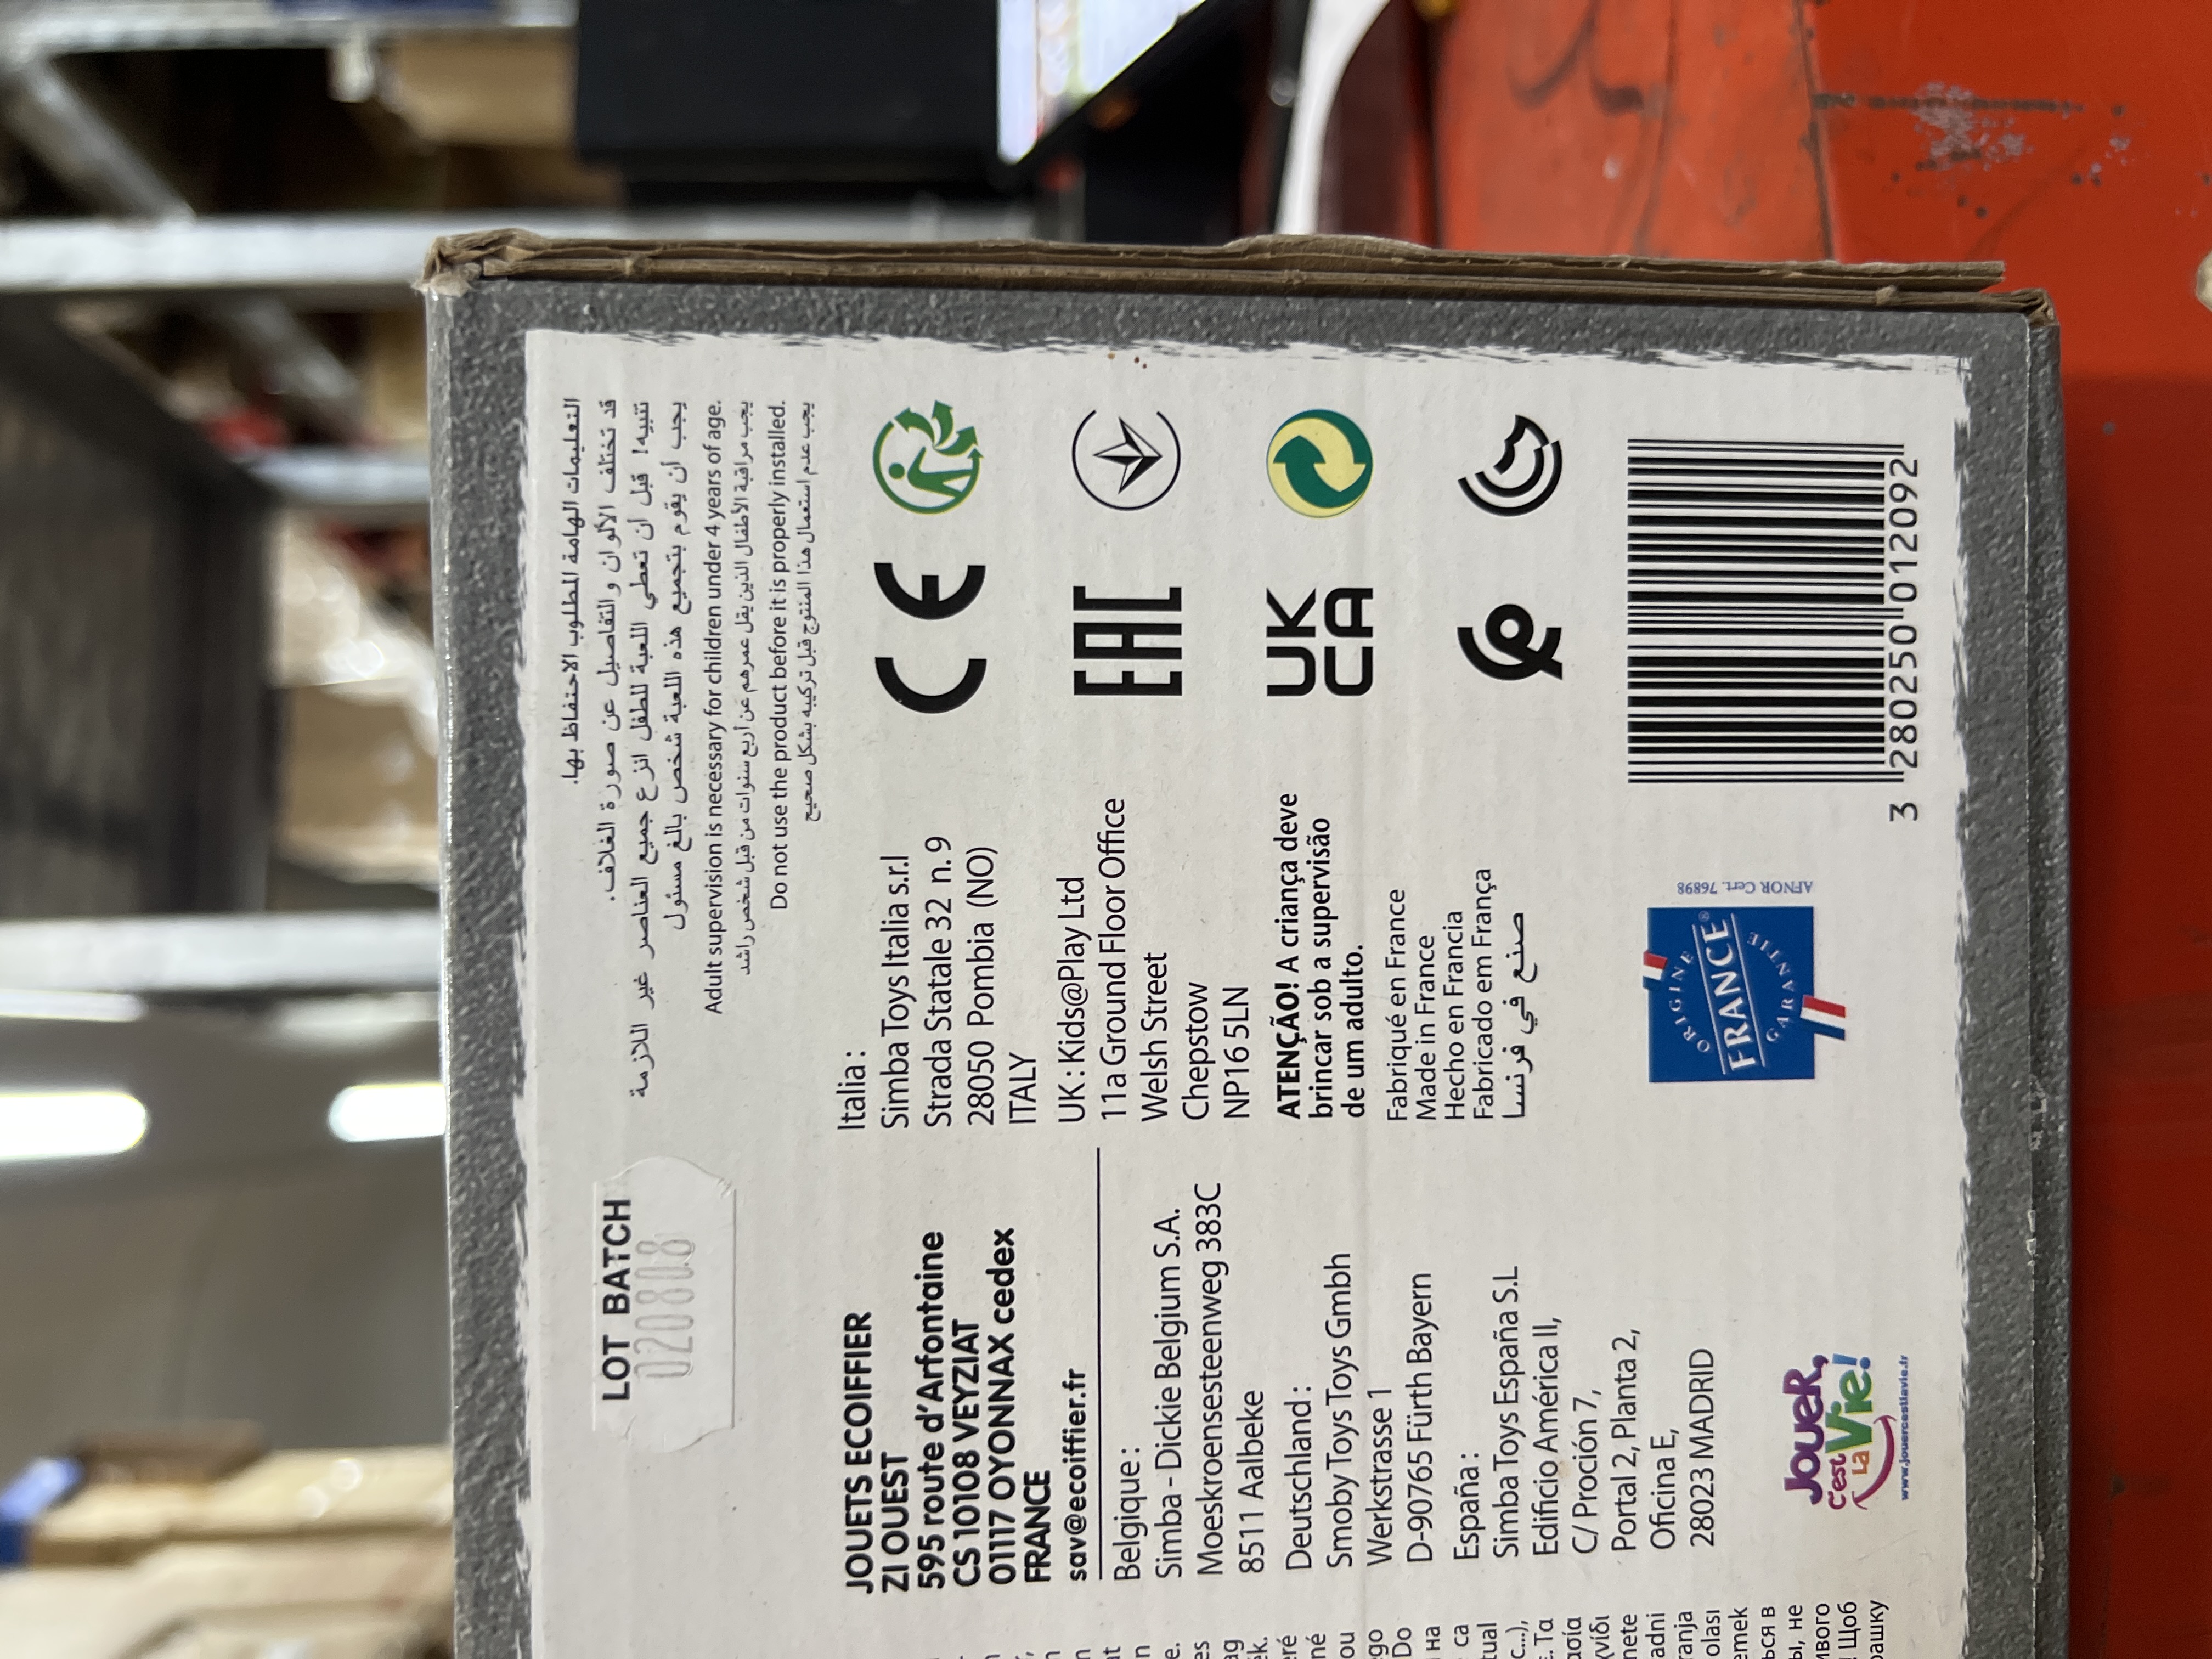 LOT BATCH
020808
التعليمات الهامة المطلوب الاحتفاظ بها.
قد تختلف الألوان و التفاصيل عن صورة الغلاف.
تنبيه! قبل أن تعطي اللعبة للطفل انزع جميع العناصر غير اللازمة
يجب أن يقوم بتجميع هذه اللعبة شخص بالغ مسئول
Adult supervision is necessary for children under 4 years of age.
يجب مراقبة الأطفال الذين يقل عمرهم عن أربع سنوات من قبل شخص راشد
Do not use the product before it is properly installed.
يجب عدم استعمال هذا المنتوج قبل تركيبه بشكل صحيح
JOUETS ECOIFFIER
ZI OUEST
595 route d'Arfontaine
CS 10108 VEYZIAT
01117 OYONNAX cedex
FRANCE
sav@ecoiffier.fr
Belgique :
Simba - Dickie Belgium S.A.
Moeskroensesteenweg 383C
8511 Aalbeke
Deutschland :
Smoby Toys Toys Gmbh
Werkstrasse 1
D-90765 Fürth Bayern
España :
Simba Toys España S.L
Edificio América II,
C/ Proción 7,
Portal 2, Planta 2,
Oficina E,
28023 MADRID
JOUER,
c'est
La Vie!
www.jouercestlavie.fr
Italia :
Simba Toys Italia s.r.l
Strada Statale 32 n.9
28050 Pombia (NO)
ITALY
UK : Kids@Play Ltd
11a Ground Floor Office
Welsh Street
Chepstow
NP16 5LN
ATENÇÃO! A criança deve
brincar sob a supervisão
de um adulto.
Fabriqué en France
Made in France
Hecho en Francia
Fabricado em França
صنع في فرنسا
ORIGINE
FRANCE®
GARANTIE
AFNOR Cert. 76898
CE
EAC
UK
CA
3 280250 012092